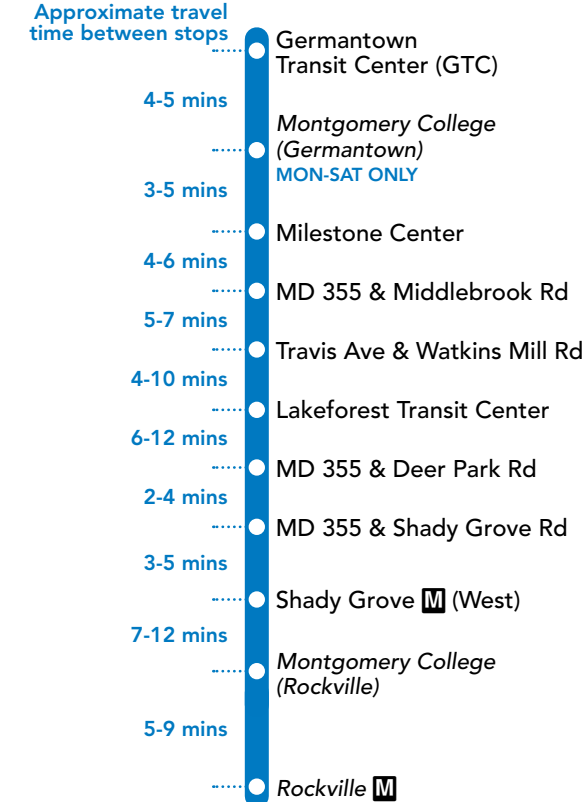 Approximate travel
time between stops
Germantown
Transit Center (GTC)
4-5 mins
Montgomery College
(Germantown)
MON-SAT ONLY
3-5 mins
Milestone Center
4-6 mins
MD 355 & Middlebrook Rd
5-7 mins
Travis Ave & Watkins Mill Rd
4-10 mins
Lakeforest Transit Center
6-12 mins
MD 355 & Deer Park Rd
2-4 mins
MD 355 & Shady Grove Rd
3-5 mins
Shady Grove M (West)
7-12 mins
Montgomery College
(Rockville)
5-9 mins
Rockville M